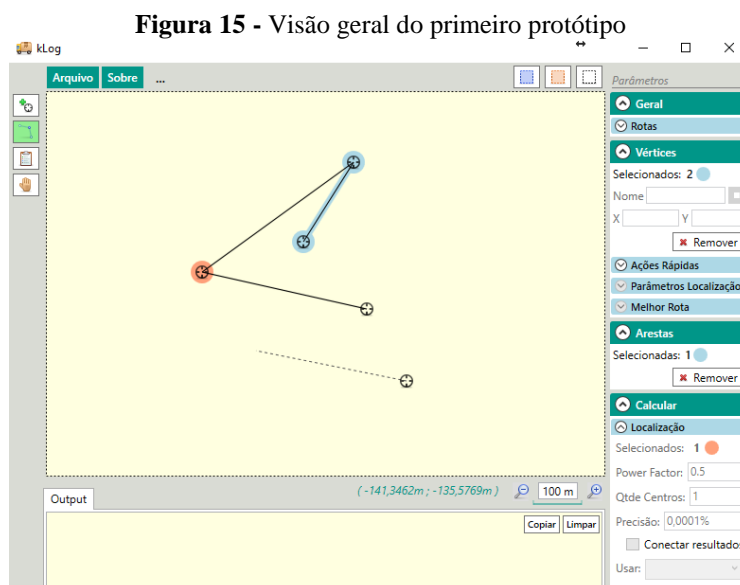 Figura 15 - Visão geral do primeiro protótipo
kLog
Arquivo Sobre ...
Parâmetros
Geral
Rotas
Vértices
Selecionados: 2
Nome
X Y
Remover
Ações Rápidas
Parâmetros Localização
Melhor Rota
Arestas
Selecionadas: 1
Remover
Calcular
Localização
Selecionados: 1
Power Factor: 0.5
Qtde Centros: 1
Precisão: 0,0001%
Conectar resultados
Usar:
( -141,3462m ; -135,5769m )
100 m
Output
Copiar Limpar